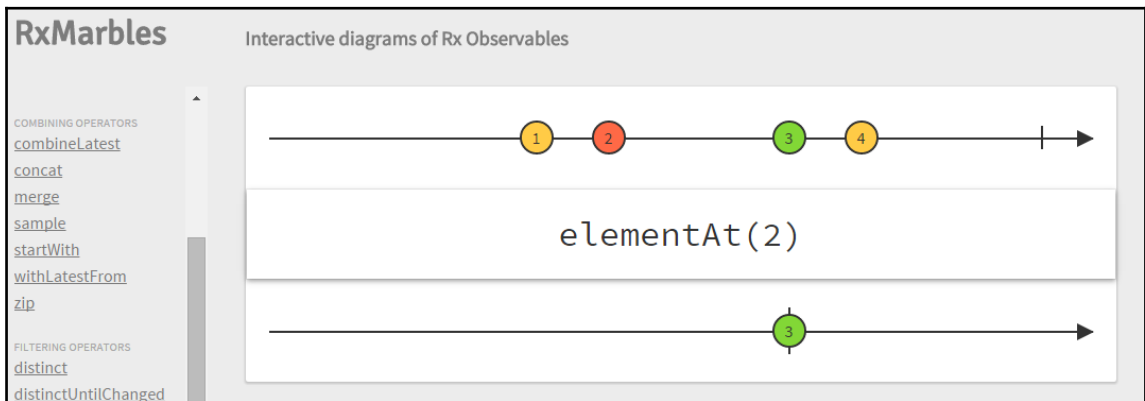 RxMarbles
Interactive diagrams of Rx Observables
COMBINING OPERATORS
combineLatest
concat
merge
sample
startWith
withLatestFrom
zip
FILTERING OPERATORS
distinct
distinctUntilChanged
1 2 3 4
elementAt(2)
3